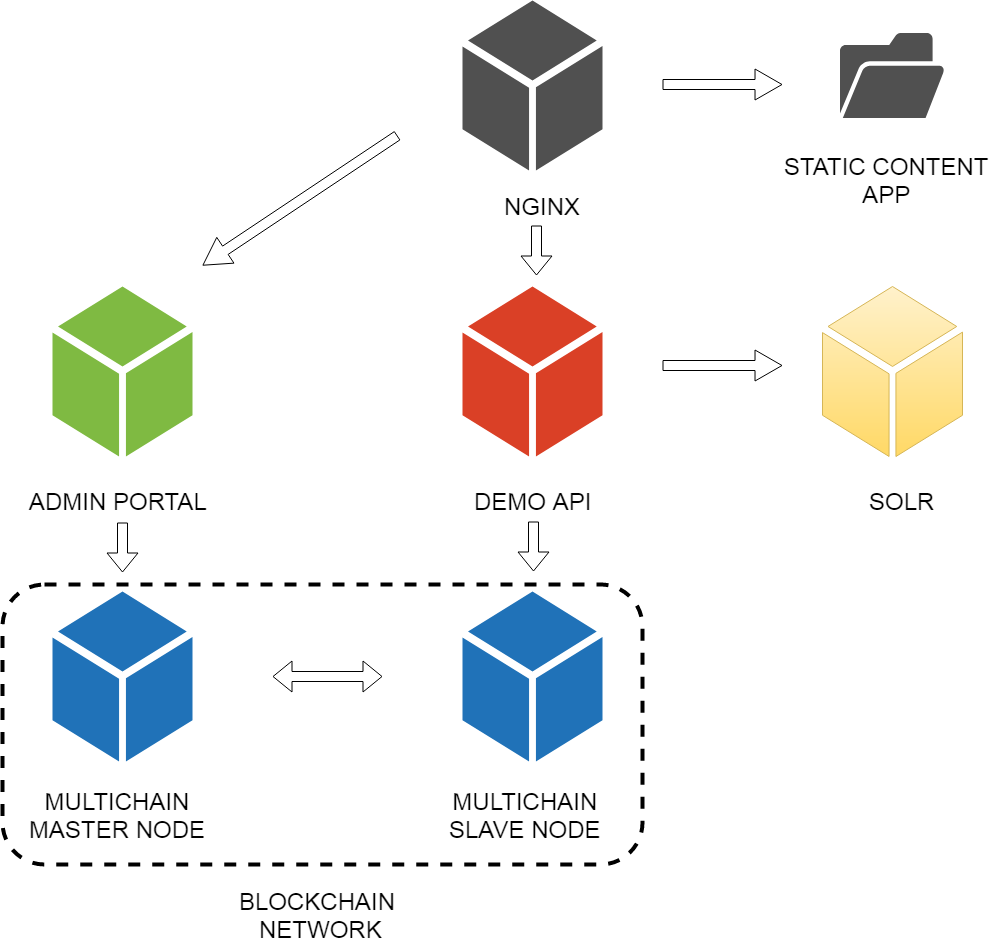 NGINX
STATIC CONTENT
APP
ADMIN PORTAL
DEMO API
SOLR
MULTICHAIN
MASTER NODE
MULTICHAIN
SLAVE NODE
BLOCKCHAIN
NETWORK